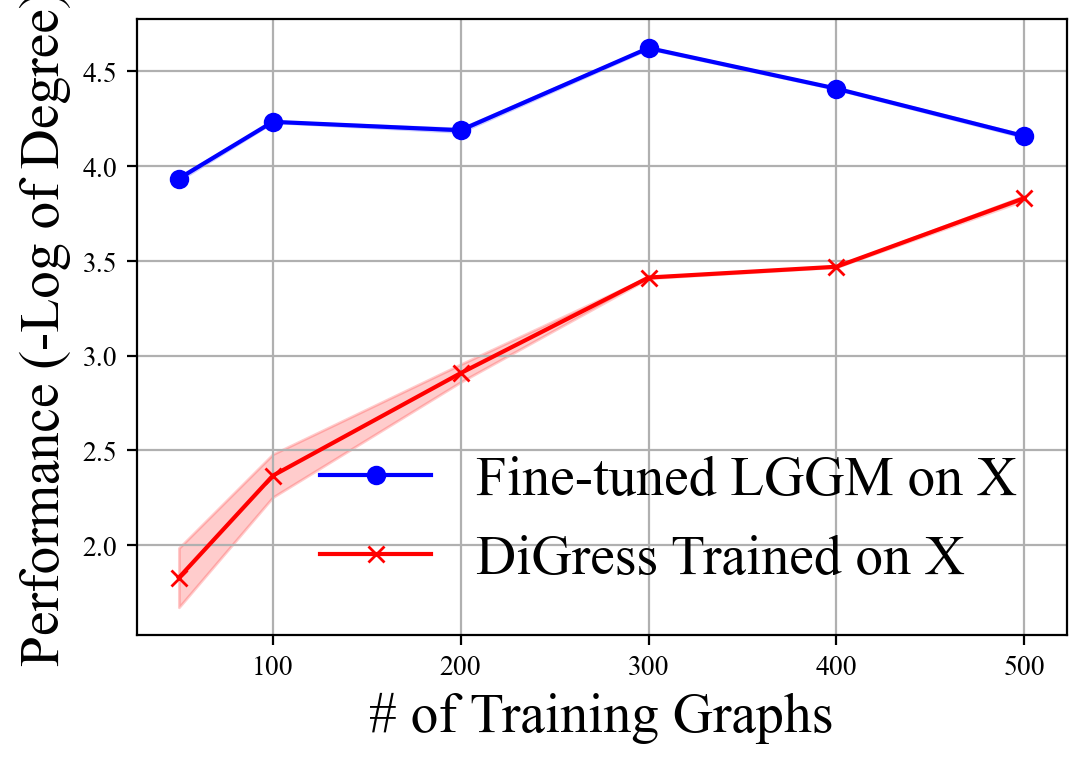 Performance (-Log of Degree)
4.5
4.0
3.5
3.0
2.5
2.0
Fine-tuned LGGM on X
DiGress Trained on X
100 200 300 400 500
# of Training Graphs